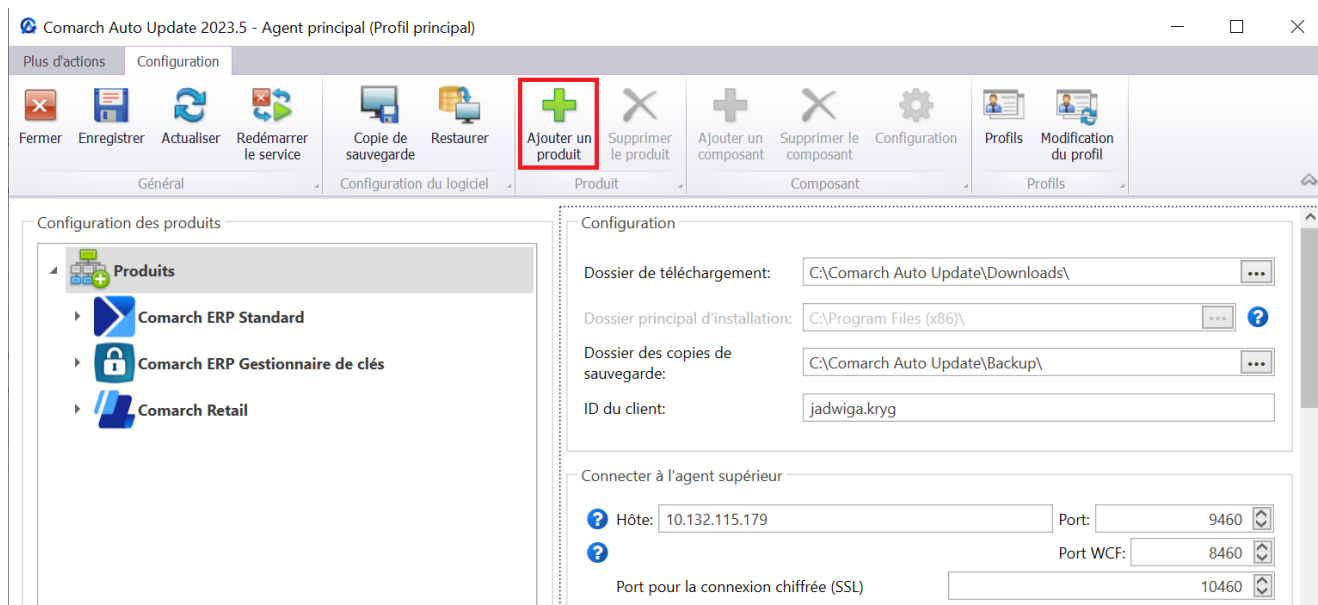 Comarch Auto Update 2023.5 - Agent principal (Profil principal)
Plus d'actions Configuration
Fermer Enregistrer Actualiser Redémarrer le service
Copie de sauvegarde Restaurer
Ajouter un produit Supprimer le produit
Ajouter un composant Supprimer le composant Configuration
Profils Modification du profil
Général Configuration du logiciel Produit Composant Profils
Configuration des produits
Produits
Comarch ERP Standard
Comarch ERP Gestionnaire de clés
Comarch Retail
Configuration
Dossier de téléchargement: C:\Comarch Auto Update\Downloads\ ...
Dossier principal d'installation: C:\Program Files (x86)\ ... ?
Dossier des copies de
sauvegarde: C:\Comarch Auto Update\Backup\ ...
ID du client: jadwiga.kryg
Connecter à l'agent supérieur
? Hôte: 10.132.115.179 Port: 9460
? Port WCF: 8460
Port pour la connexion chiffrée (SSL) 10460